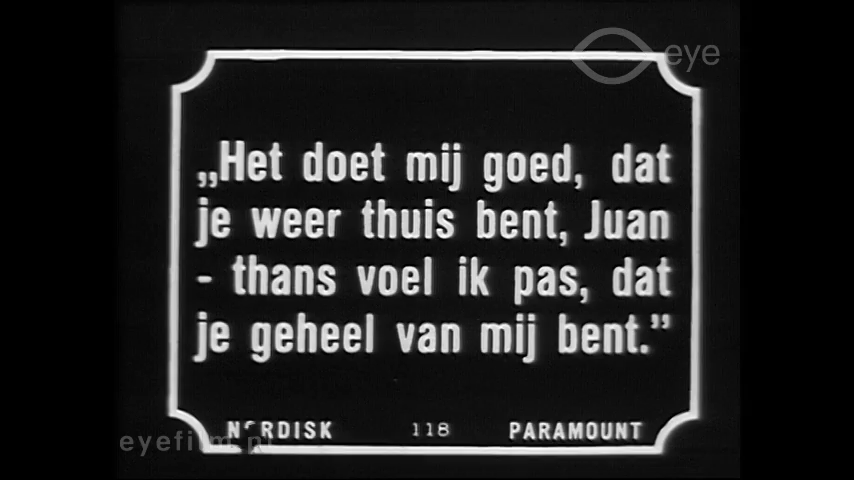 eye
„Het doet mij goed, dat
je weer thuis bent, Juan
- thans voel ik pas, dat
je geheel van mij bent.”
NORDISK 118 PARAMOUNT
eyefilm.nl